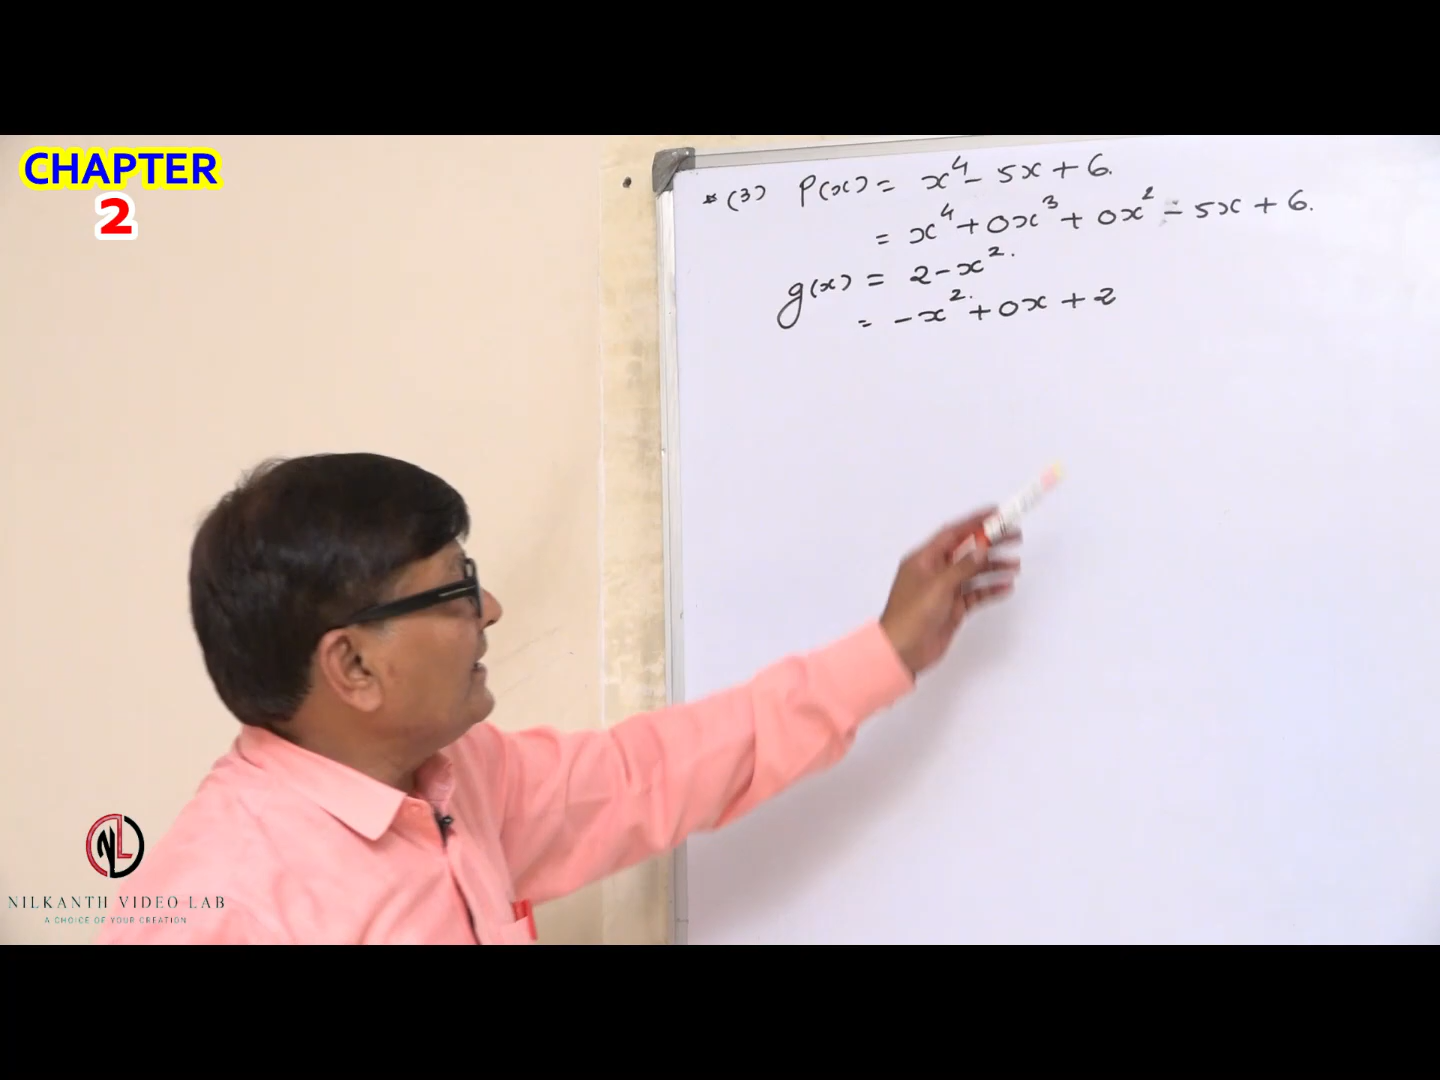 CHAPTER
2
* (3) P(x) = x⁴ - 5x + 6.
= x⁴ + 0x³ + 0x² - 5x + 6.
g(x) = 2 - x².
= -x² + 0x + 2
NL
NILKANTH VIDEO LAB
A CHOICE OF YOUR CREATION